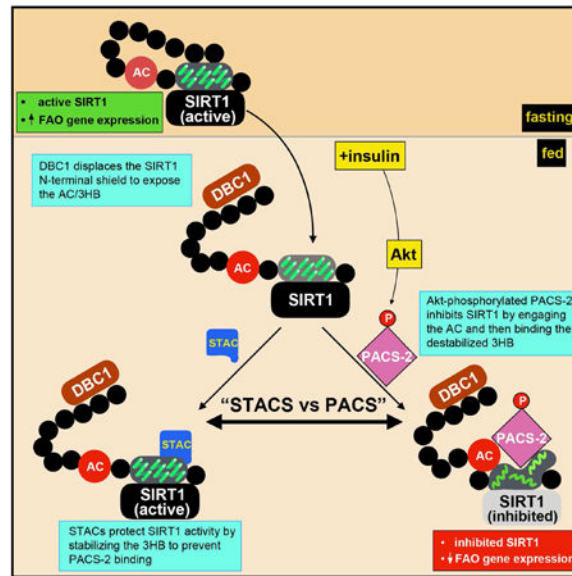 AC
SIRT1
(active)
• active SIRT1
• ↑ FAO gene expression
fasting
fed
DBC1 displaces the SIRT1
N-terminal shield to expose
the AC/3HB
+insulin
DBC1
AC
SIRT1
Akt
P
PACS-2
Akt-phosphorylated PACS-2
inhibits SIRT1 by engaging
the AC and then binding the
destabilized 3HB
STAC
"STACS vs PACS"
DBC1
AC
STAC
SIRT1
(active)
STACs protect SIRT1 activity by
stabilizing the 3HB to prevent
PACS-2 binding
DBC1
P
PACS-2
AC
SIRT1
(inhibited)
• inhibited SIRT1
• ↓ FAO gene expression